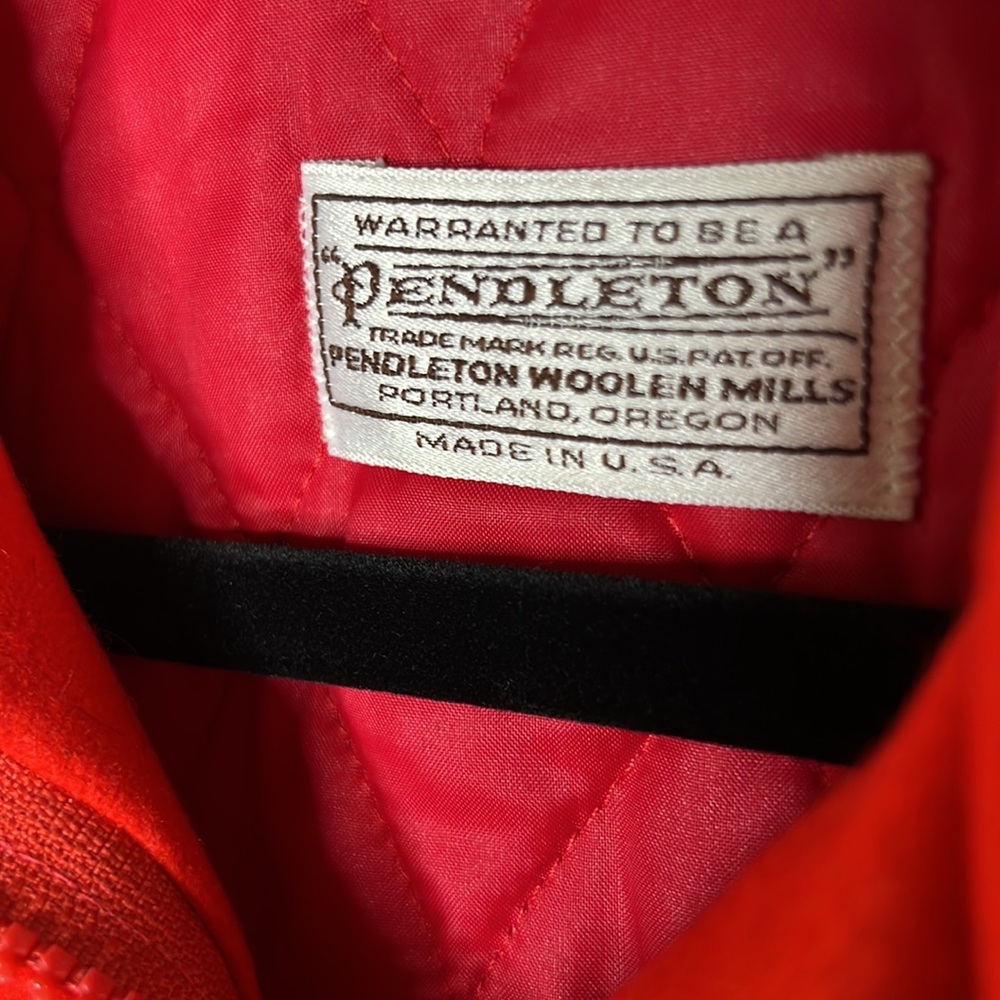 WARRANTED TO BE A
"PENDLETON"
TRADE MARK REG. U.S. PAT. OFF.
PENDLETON WOOLEN MILLS
PORTLAND, OREGON
MADE IN U.S.A.